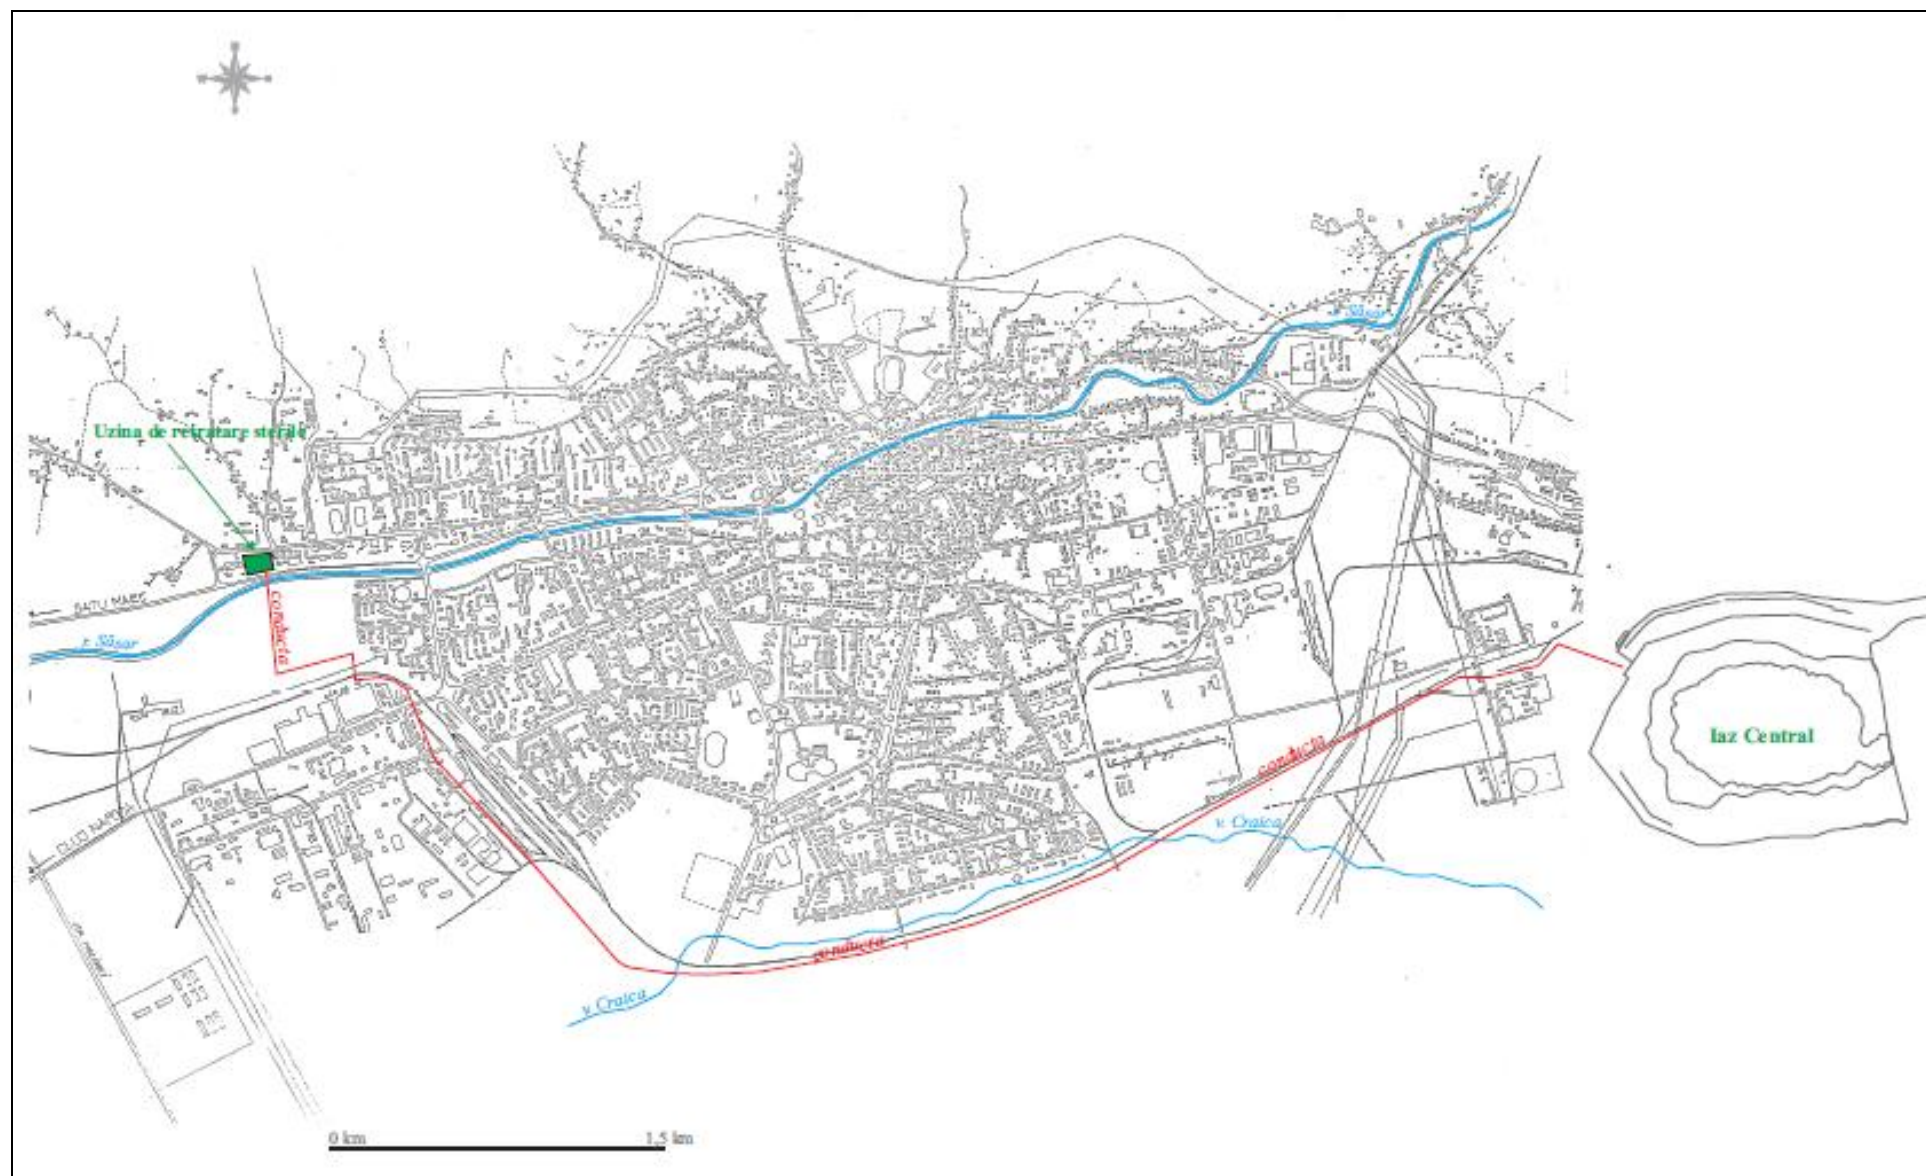 r. Săsar
Uzina de retratare sterile
SATU MARE
conducta
r. Săsar
Iaz Central
conducta
v. Craica
CLUJ NAPOCA
conducta
v. Craica
0 km 1,5 km